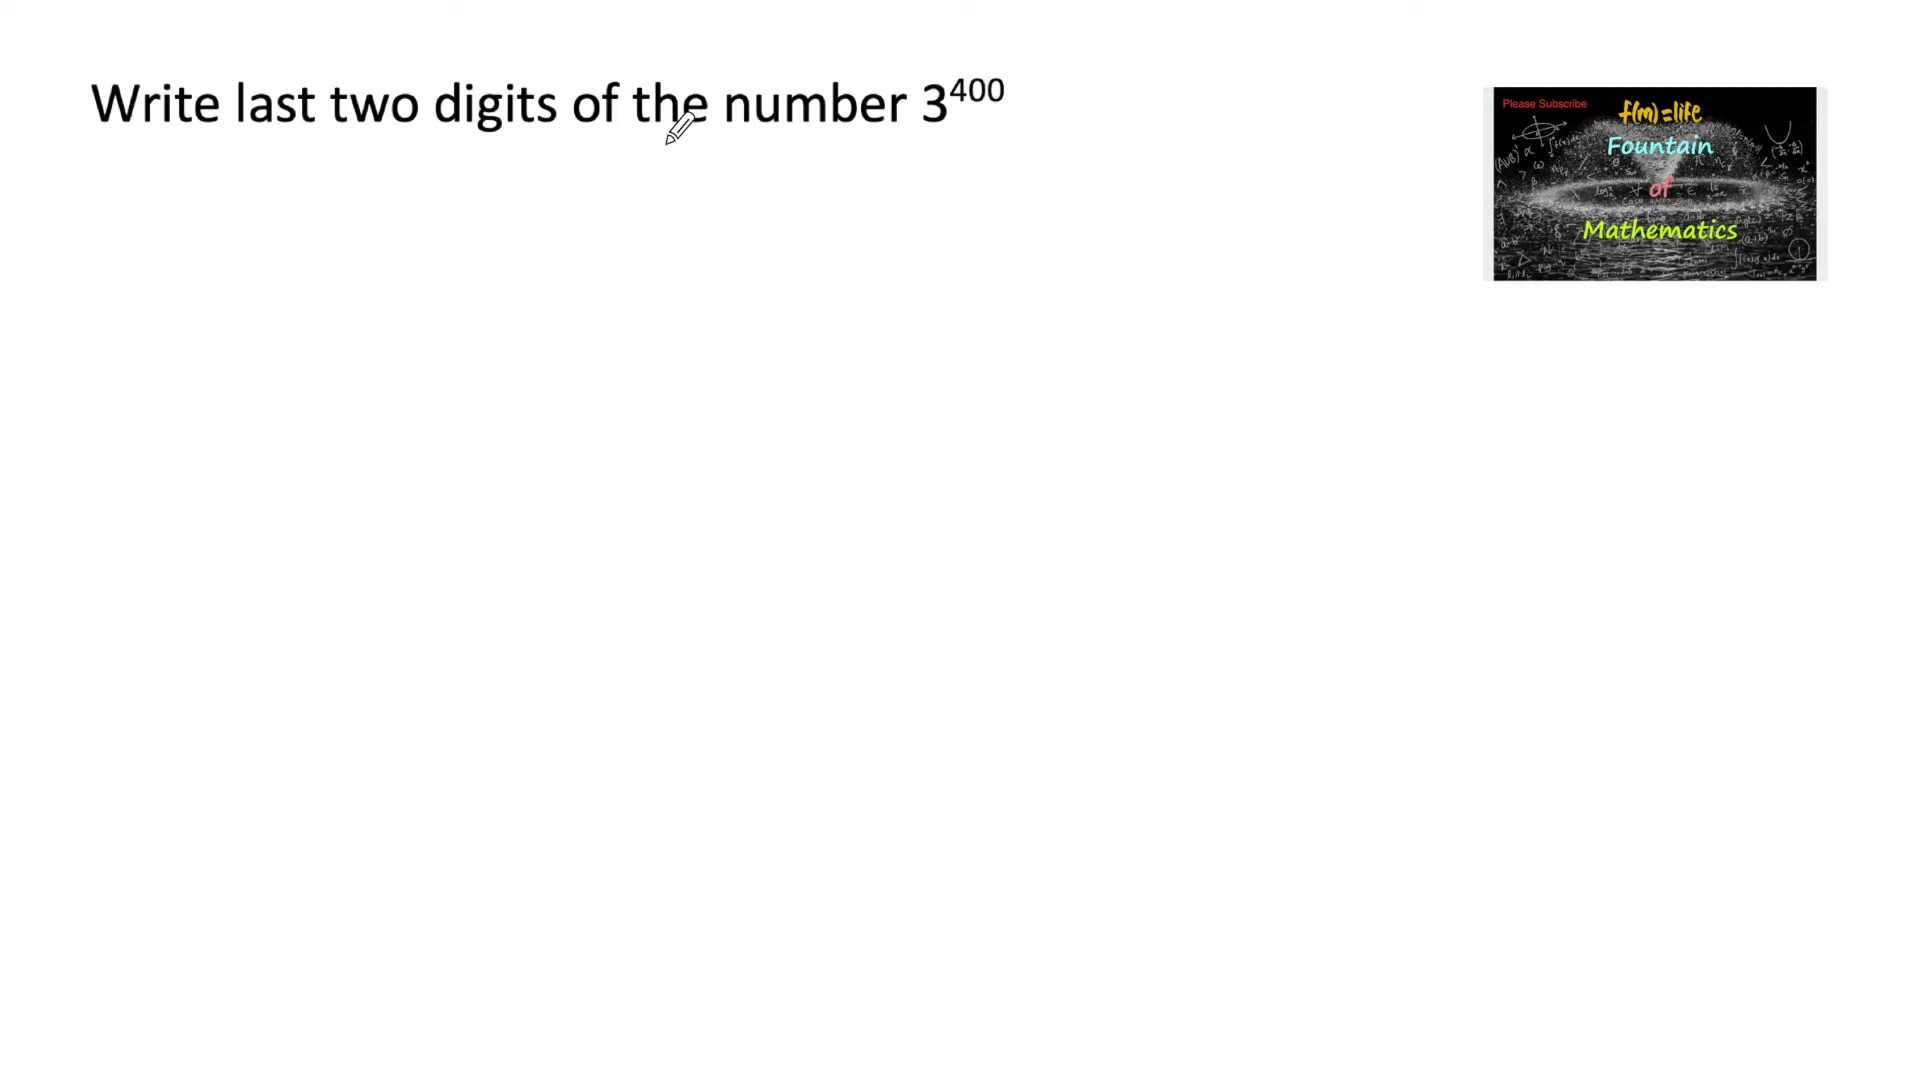 Write last two digits of the number 3⁴⁰⁰
Please Subscribe
f(m)=life
Fountain
of
Mathematics